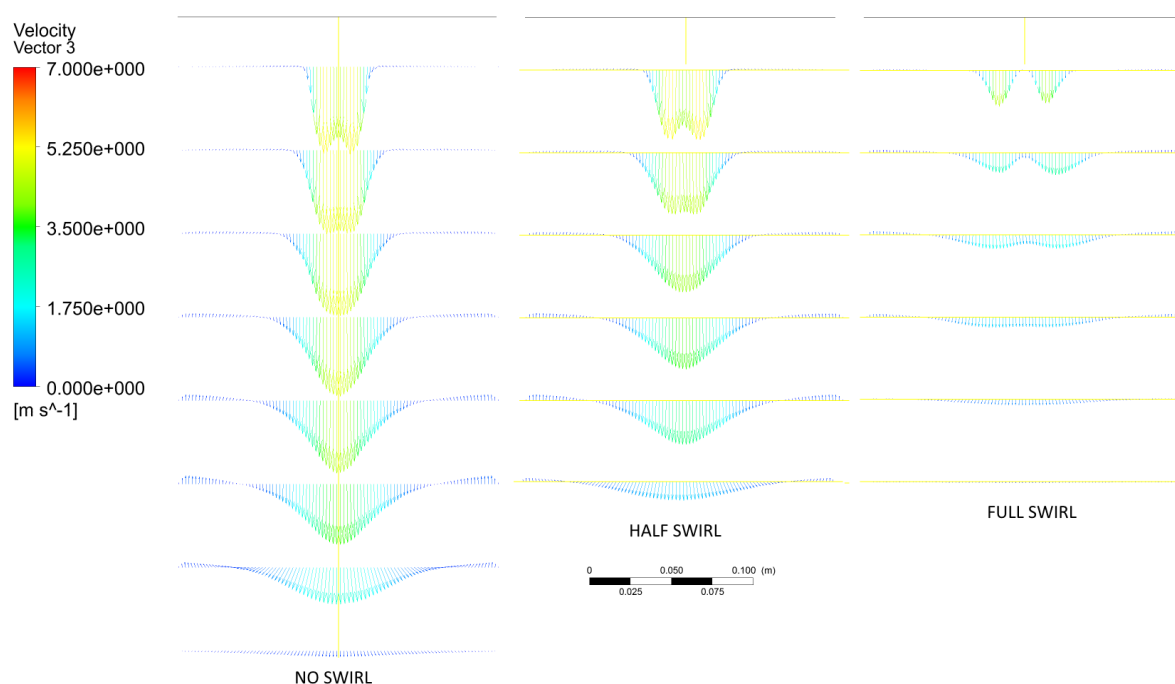 Velocity
Vector 3
7.000e+000
5.250e+000
3.500e+000
1.750e+000
0.000e+000
[m s^-1]
NO SWIRL
HALF SWIRL
FULL SWIRL
0 0.050 0.100 (m)
0.025 0.075